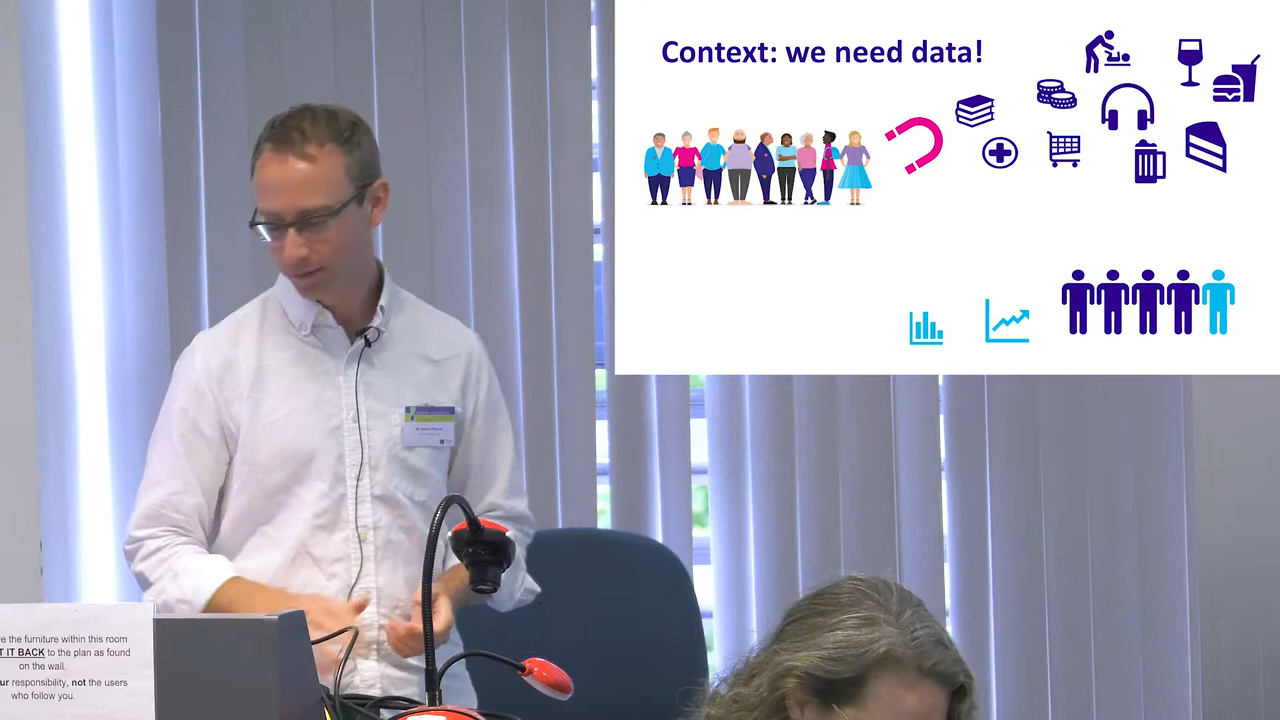 Context: we need data!
e the furniture within this room
T IT BACK to the plan as found
on the wall.
ur responsibility, not the users
who follow you.